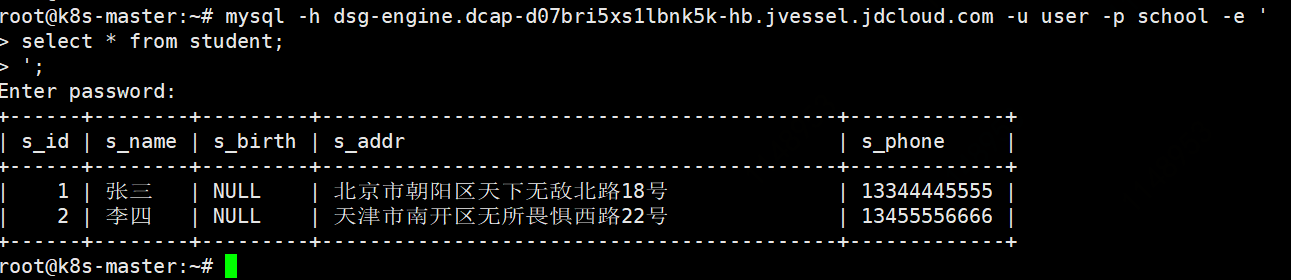 root@k8s-master:~# mysql -h dsg-engine.dcap-d07bri5xs1lbnk5k-hb.jvessel.jdcloud.com -u user -p school -e '
> select * from student;
> ';
Enter password:
+------+--------+---------+-------------------------------------------+-------------+
| s_id | s_name | s_birth | s_addr                                    | s_phone     |
+------+--------+---------+-------------------------------------------+-------------+
|    1 | 张三   | NULL    | 北京市朝阳区天下无敌北路18号              | 13344445555 |
|    2 | 李四   | NULL    | 天津市南开区无所畏惧西路22号              | 13455556666 |
+------+--------+---------+-------------------------------------------+-------------+
root@k8s-master:~#